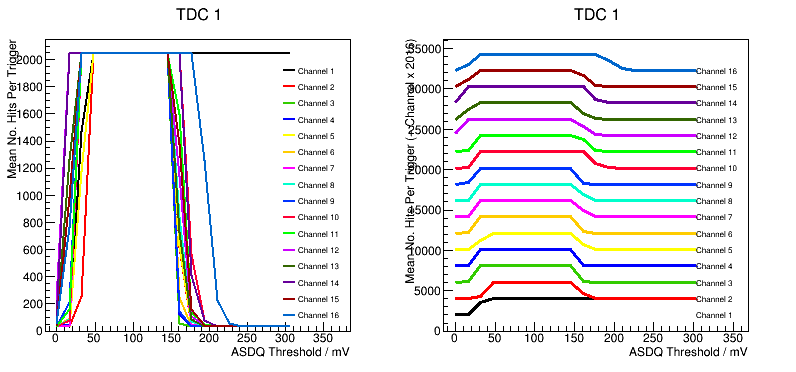 TDC 1
Mean No. Hits Per Trigger
2000
1800
1600
1400
1200
1000
800
600
400
200
0
0 50 100 150 200 250 300 350
ASDQ Threshold / mV
Channel 1
Channel 2
Channel 3
Channel 4
Channel 5
Channel 6
Channel 7
Channel 8
Channel 9
Channel 10
Channel 11
Channel 12
Channel 13
Channel 14
Channel 15
Channel 16
TDC 1
Mean No. Hits Per Trigger (+ Channel x 2016)
35000
30000
25000
20000
15000
10000
5000
0
0 50 100 150 200 250 300 350
ASDQ Threshold / mV
Channel 16
Channel 15
Channel 14
Channel 13
Channel 12
Channel 11
Channel 10
Channel 9
Channel 8
Channel 7
Channel 6
Channel 5
Channel 4
Channel 3
Channel 2
Channel 1